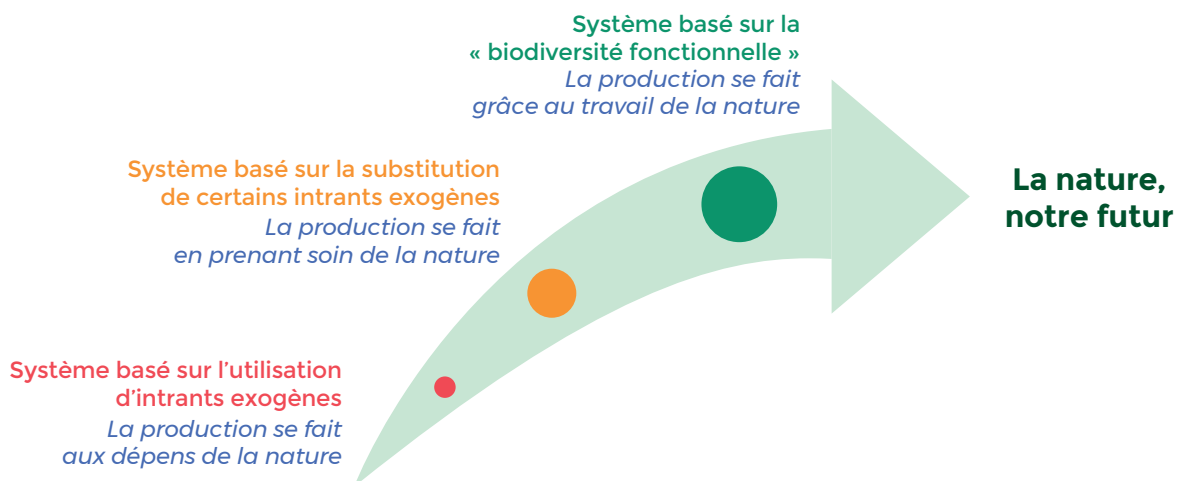 Système basé sur la
« biodiversité fonctionnelle »
La production se fait
grâce au travail de la nature
Système basé sur la substitution
de certains intrants exogènes
La production se fait
en prenant soin de la nature
La nature,
notre futur
Système basé sur l’utilisation
d’intrants exogènes
La production se fait
aux dépens de la nature